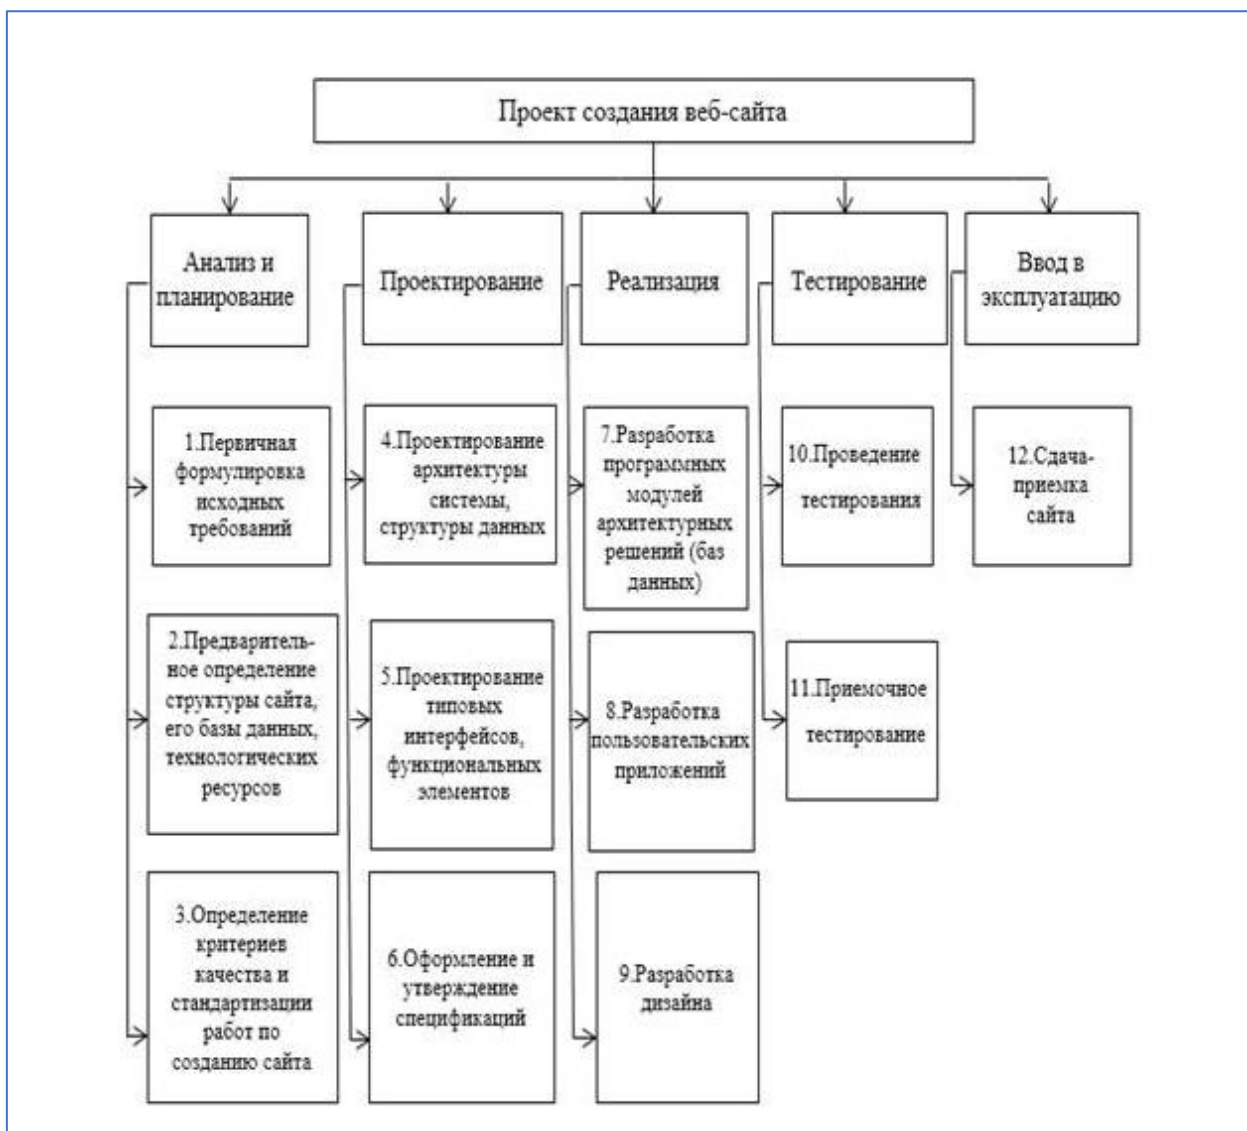 Проект создания веб-сайта
Анализ и
планирование
Проектирование
Реализация
Тестирование
Ввод в
эксплуатацию
1.Первичная
формулировка
исходных
требований
4.Проектирование
архитектуры
системы,
структуры данных
7.Разработка
программных
модулей
архитектурных
решений (баз
данных)
10.Проведение
тестирования
12.Сдача-
приемка
сайта
2.Предваритель-
ное определение
структуры сайта,
его базы данных,
технологических
ресурсов
5.Проектирование
типовых
интерфейсов,
функциональных
элементов
8.Разработка
пользовательских
приложений
11.Приемочное
тестирование
3.Определение
критериев
качества и
стандартизации
работ по
созданию сайта
6.Оформление и
утверждение
спецификаций
9.Разработка
дизайна